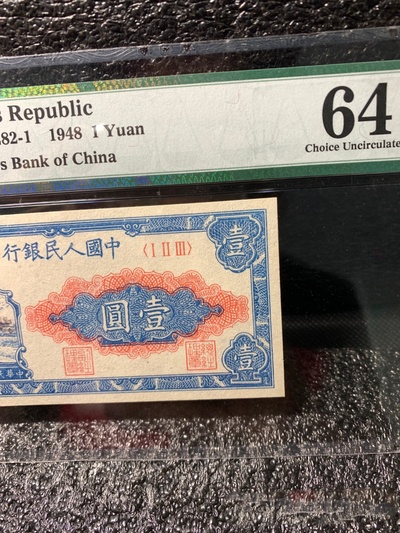 s Republic
82-1 1948 1 Yuan
s Bank of China
64
Choice Uncirculate
行銀民人國中
〈I II III〉
壹
圓壹
壹